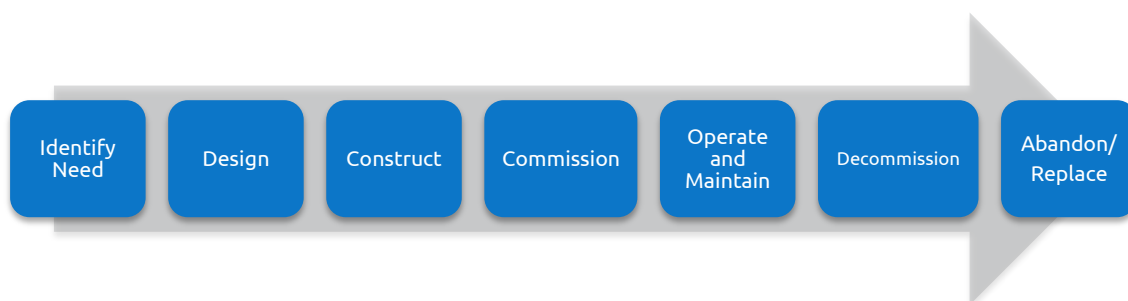 Identify
Need
Design
Construct
Commission
Operate
and
Maintain
Decommission
Abandon/
Replace